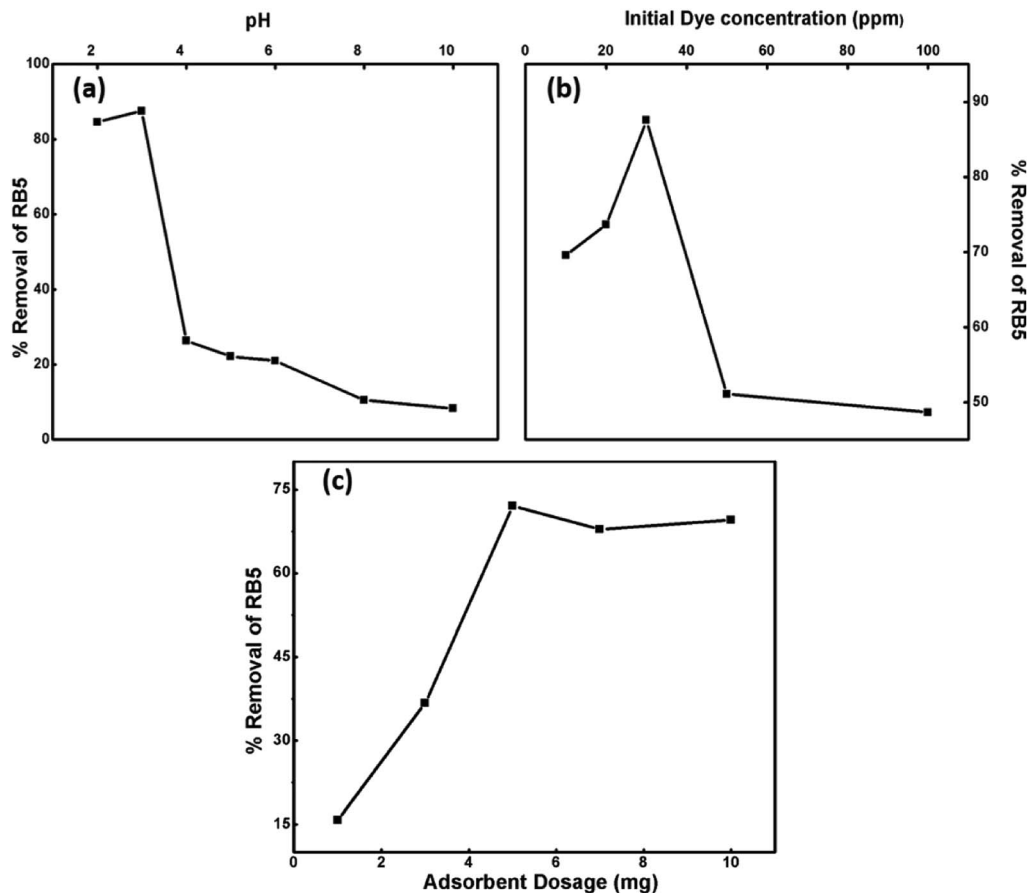 pH
2 4 6 8 10
100
80
60
40
20
0
% Removal of RB5
(a)
Initial Dye concentration (ppm)
0 20 40 60 80 100
(b)
90
80
70
60
50
% Removal of RB5
(c)
75
60
45
30
15
% Removal of RB5
0 2 4 6 8 10
Adsorbent Dosage (mg)